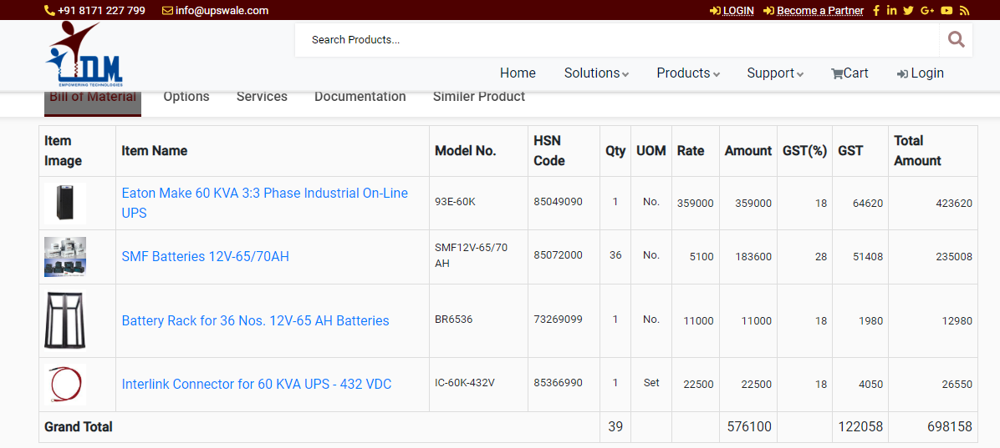 +91 8171 227 799 info@upswale.com LOGIN Become a Partner
IDM
EMPOWERING TECHNOLOGIES
Search Products...
Home Solutions Products Support Cart Login
Bill of Material Options Services Documentation Similer Product
Item Image Item Name Model No. HSN Code Qty UOM Rate Amount GST(%) GST Total Amount
Eaton Make 60 KVA 3:3 Phase Industrial On-Line UPS 93E-60K 85049090 1 No. 359000 359000 18 64620 423620
SMF Batteries 12V-65/70AH SMF12V-65/70 AH 85072000 36 No. 5100 183600 28 51408 235008
Battery Rack for 36 Nos. 12V-65 AH Batteries BR6536 73269099 1 No. 11000 11000 18 1980 12980
Interlink Connector for 60 KVA UPS - 432 VDC IC-60K-432V 85366990 1 Set 22500 22500 18 4050 26550
Grand Total 39 576100 122058 698158